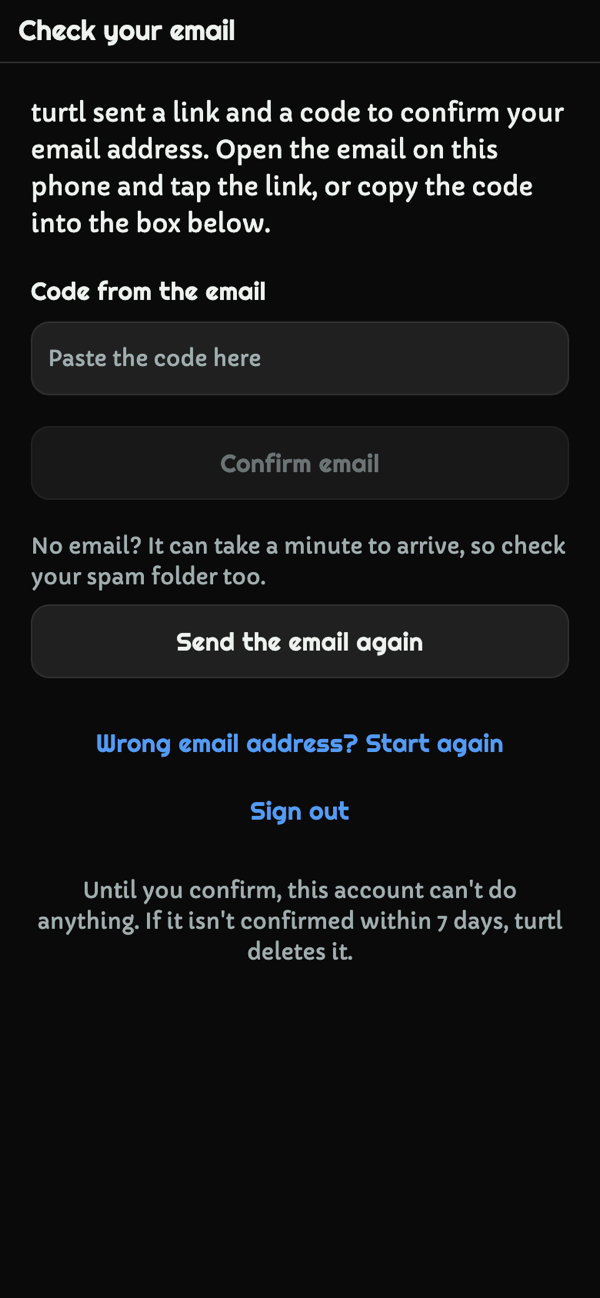 Check your email
turtl sent a link and a code to confirm your
email address. Open the email on this
phone and tap the link, or copy the code
into the box below.
Code from the email
Paste the code here
Confirm email
No email? It can take a minute to arrive, so check
your spam folder too.
Send the email again
Wrong email address? Start again
Sign out
Until you confirm, this account can't do
anything. If it isn't confirmed within 7 days, turtl
deletes it.